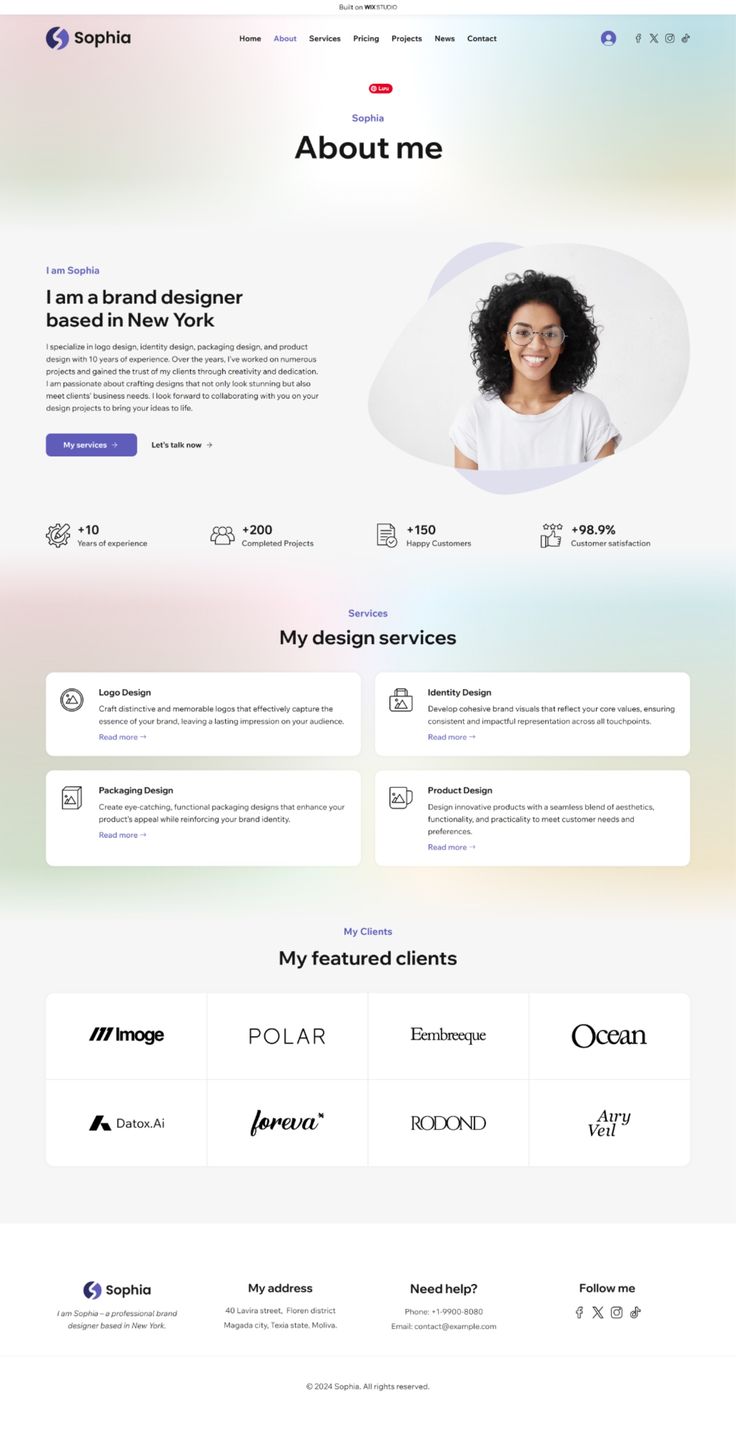 Built on WIX STUDIO
Sophia
Home About Services Pricing Projects News Contact
Lưu
Sophia
About me
I am Sophia
I am a brand designer
based in New York
I specialize in logo design, identity design, packaging design, and product
design with 10 years of experience. Over the years, I've worked on numerous
projects and gained the trust of my clients through creativity and dedication.
I am passionate about crafting designs that not only look stunning but also
meet clients' business needs. I look forward to collaborating with you on your
design projects to bring your ideas to life.
My services → Let's talk now →
+10
Years of experience
+200
Completed Projects
+150
Happy Customers
+98.9%
Customer satisfaction
Services
My design services
Logo Design
Craft distinctive and memorable logos that effectively capture the
essence of your brand, leaving a lasting impression on your audience.
Read more →
Identity Design
Develop cohesive brand visuals that reflect your core values, ensuring
consistent and impactful representation across all touchpoints.
Read more →
Packaging Design
Create eye-catching, functional packaging designs that enhance your
product's appeal while reinforcing your brand identity.
Read more →
Product Design
Design innovative products with a seamless blend of aesthetics,
functionality, and practicality to meet customer needs and
preferences.
Read more →
My Clients
My featured clients
Imoge
POLAR
Eembreeque
Ocean
Datox.Ai
foreva
RODOND
Airy
Veil
Sophia
I am Sophia – a professional brand
designer based in New York.
My address
40 Lavira street, Floren district
Magada city, Texia state, Moliva.
Need help?
Phone: +1-9900-8080
Email: contact@example.com
Follow me
© 2024 Sophia. All rights reserved.